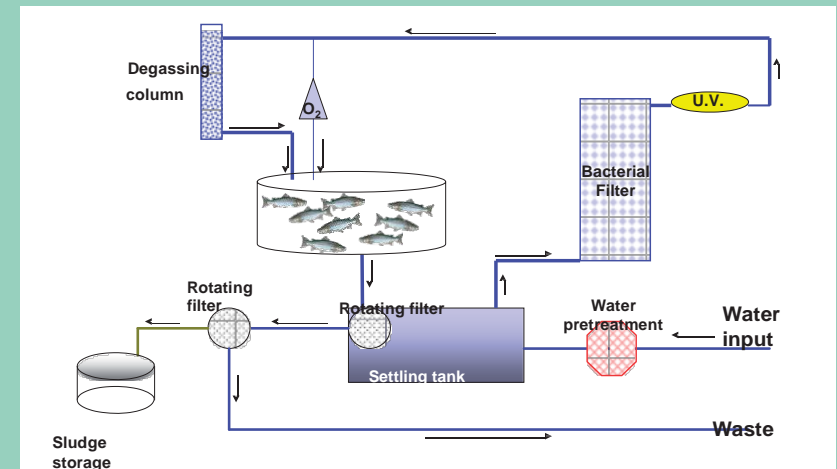 Degassing
column
O2
U.V.
Bacterial
Filter
Rotating
filter
Rotating filter
Water
pretreatment
Water
input
Settling tank
Waste
Sludge
storage